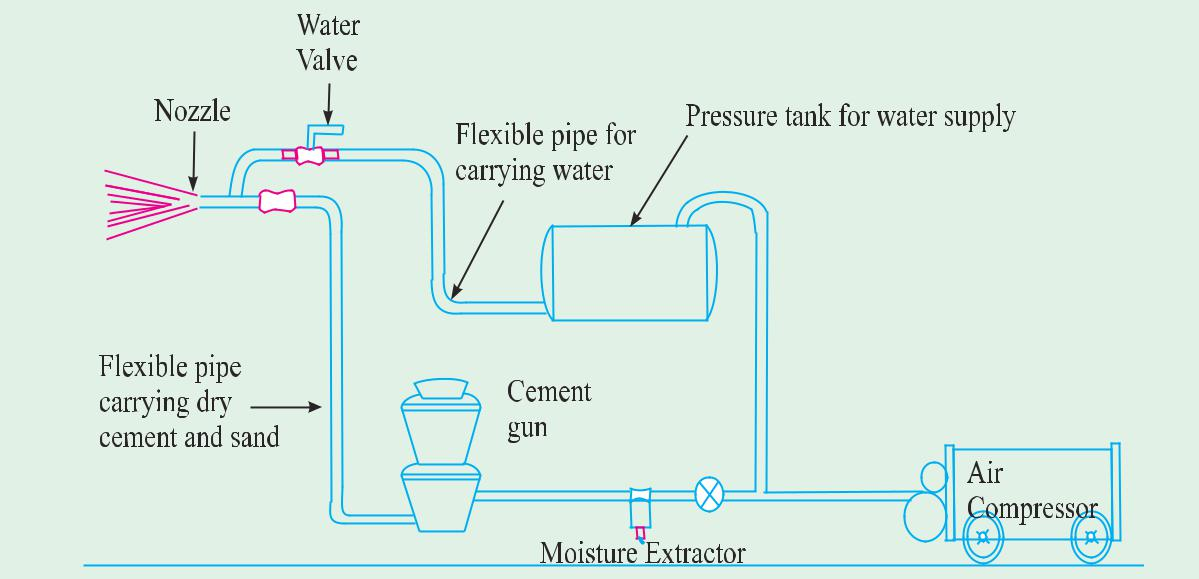 Water
Valve
Nozzle
Pressure tank for water supply
Flexible pipe for
carrying water
Flexible pipe
carrying dry
cement and sand
Cement
gun
Air
Compressor
Moisture Extractor